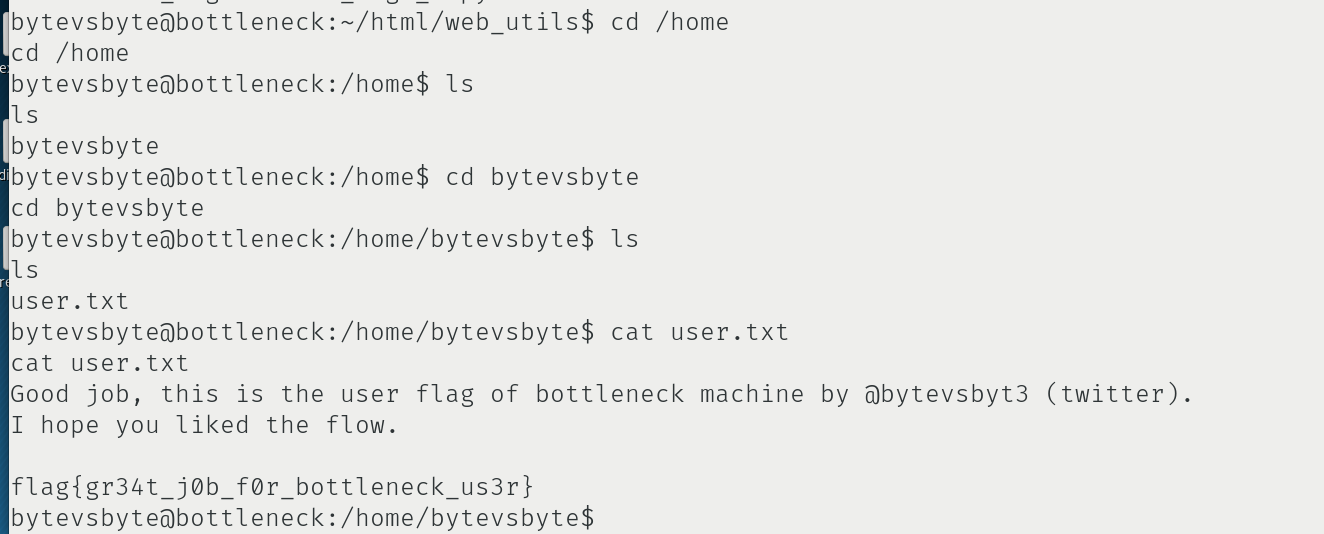 bytevsbyte@bottleneck:~/html/web_utils$ cd /home
cd /home
bytevsbyte@bottleneck:/home$ ls
ls
bytevsbyte
bytevsbyte@bottleneck:/home$ cd bytevsbyte
cd bytevsbyte
bytevsbyte@bottleneck:/home/bytevsbyte$ ls
ls
user.txt
bytevsbyte@bottleneck:/home/bytevsbyte$ cat user.txt
cat user.txt
Good job, this is the user flag of bottleneck machine by @bytevsbyt3 (twitter).
I hope you liked the flow.
flag{gr34t_j0b_f0r_bottleneck_us3r}
bytevsbyte@bottleneck:/home/bytevsbyte$